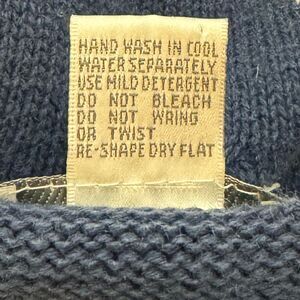 HAND WASH IN COOL
WATER SEPARATELY
USE MILD DETERGENT
DO NOT BLEACH
DO NOT WRING
OR TWIST
RE-SHAPE DRY FLAT